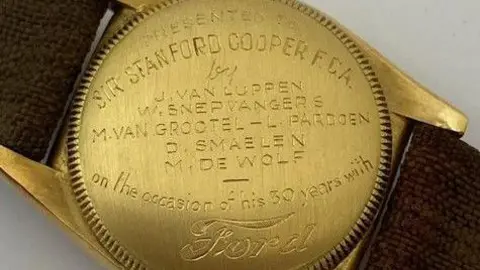 PRESENTED TO
SIR STANFORD COOPER F.C.A.
by
J. VAN LUPPEN
W. SNEPVANGERS
M. VAN GROOTEL - L. PARDOEN
D. SMAELEN
M. DE WOLF
on the occasion of his 30 years with
Ford